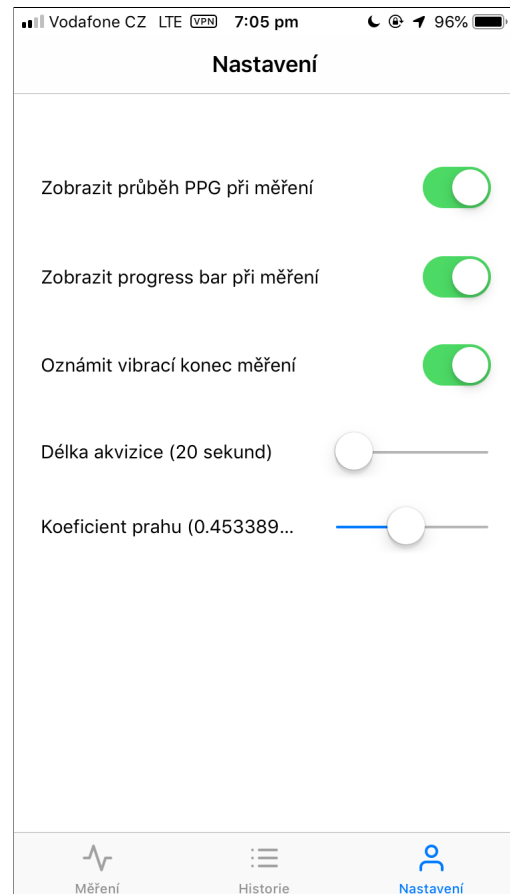 Vodafone CZ LTE VPN 7:05 pm 96%
Nastavení
Zobrazit průběh PPG při měření
Zobrazit progress bar při měření
Oznámit vibrací konec měření
Délka akvizice (20 sekund)
Koeficient prahu (0.453389...
Měření Historie Nastavení